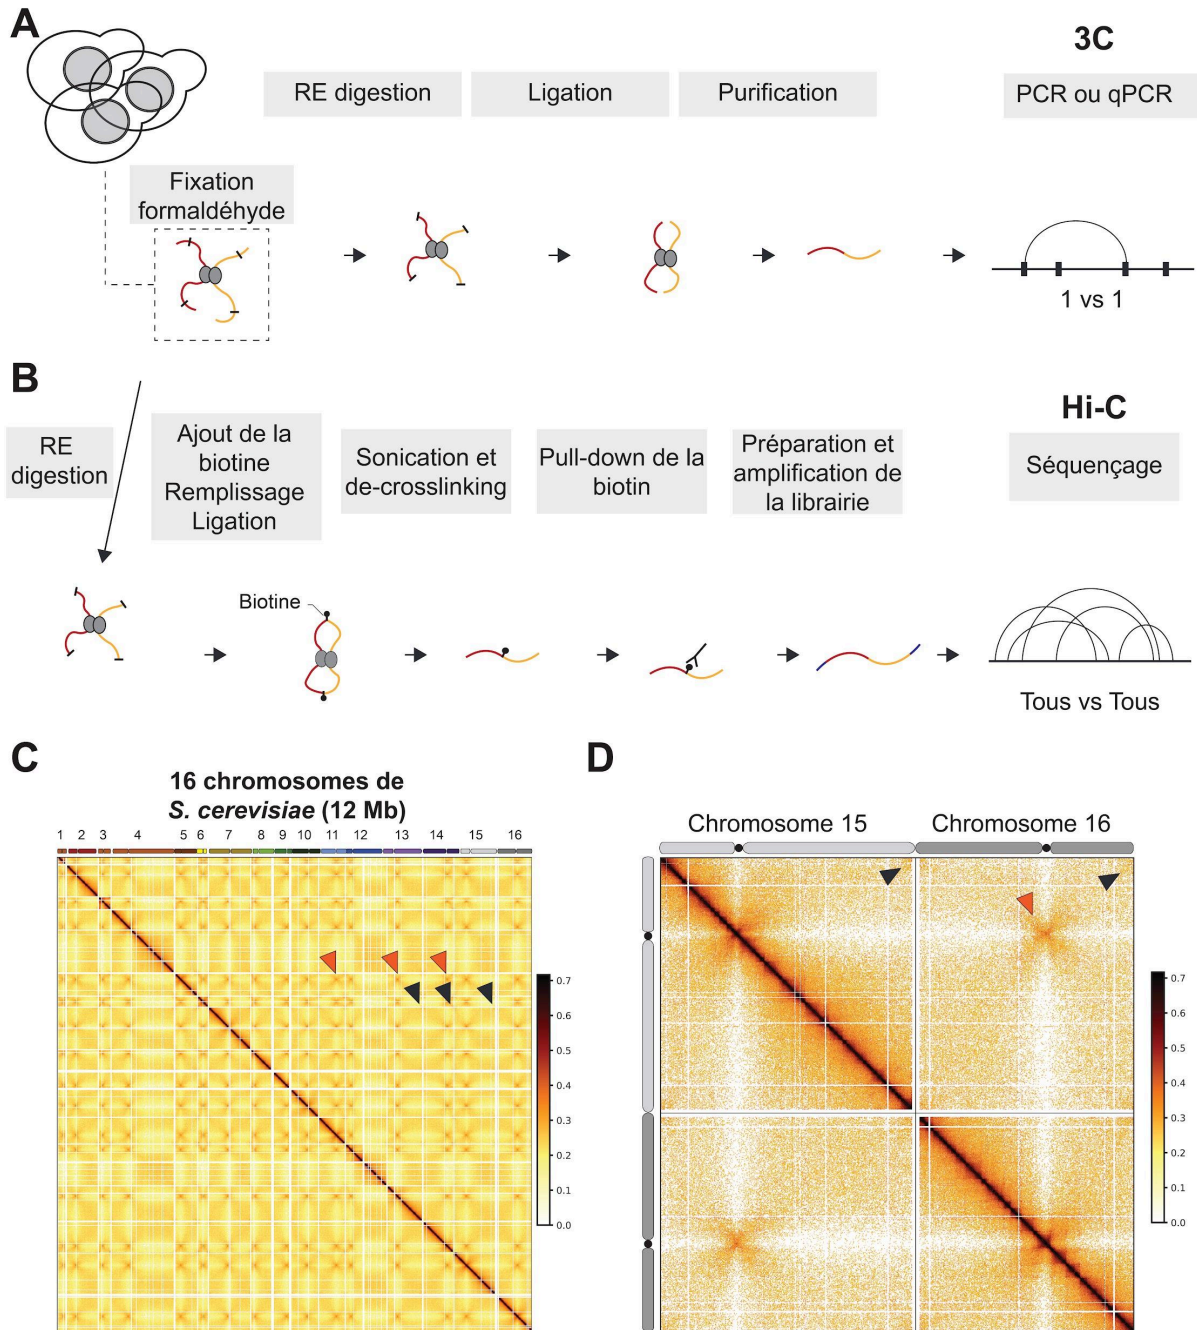 A
3C
RE digestion
Ligation
Purification
PCR ou qPCR
Fixation
formaldéhyde
1 vs 1
B
Hi-C
RE
digestion
Ajout de la
biotine
Remplissage
Ligation
Sonication et
de-crosslinking
Pull-down de la
biotin
Préparation et
amplification de
la librairie
Séquençage
Biotine
Tous vs Tous
C
16 chromosomes de
S. cerevisiae (12 Mb)
1 2 3 4 5 6 7 8 9 10 11 12 13 14 15 16
0.7
0.6
0.5
0.4
0.3
0.2
0.1
0.0
D
Chromosome 15
Chromosome 16
0.7
0.6
0.5
0.4
0.3
0.2
0.1
0.0